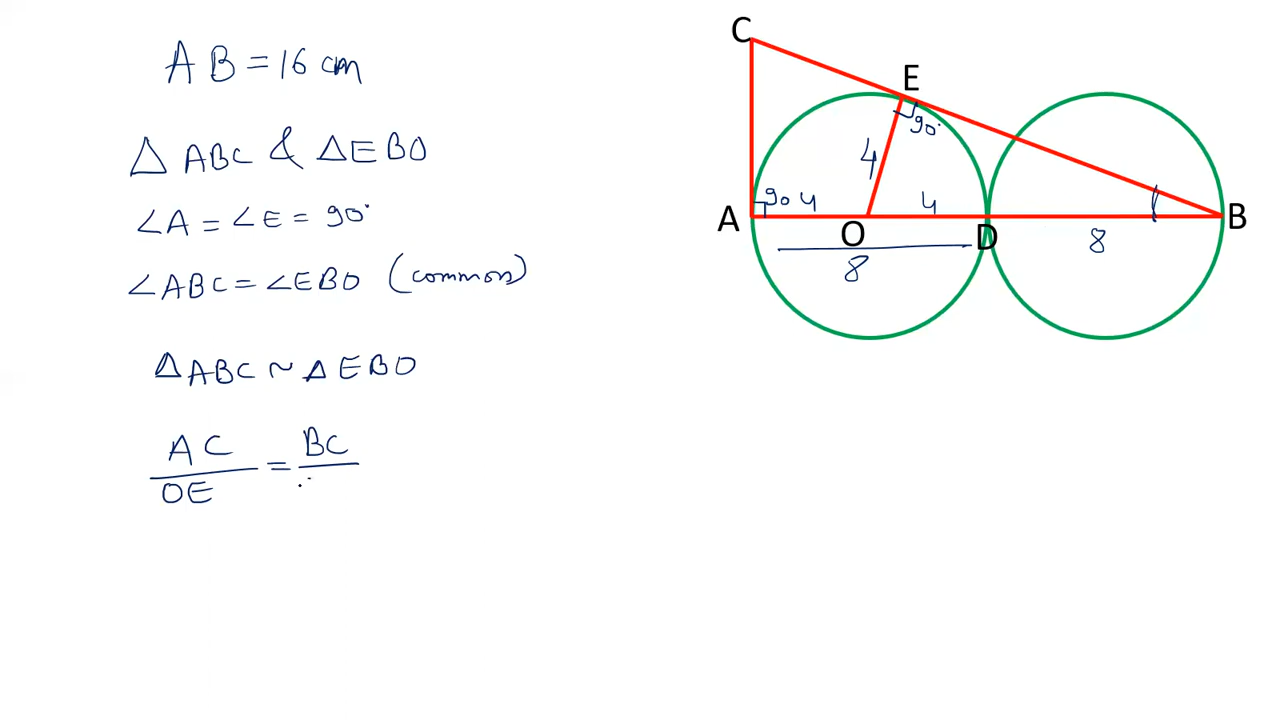 AB = 16 cm
△ ABC & △EBO
∠A = ∠E = 90°
∠ABC = ∠EBO (common)
△ABC ~ △EBO
AC/OE = BC/
C
E
90°
4
90 4
4
A
O
D
B
8
8